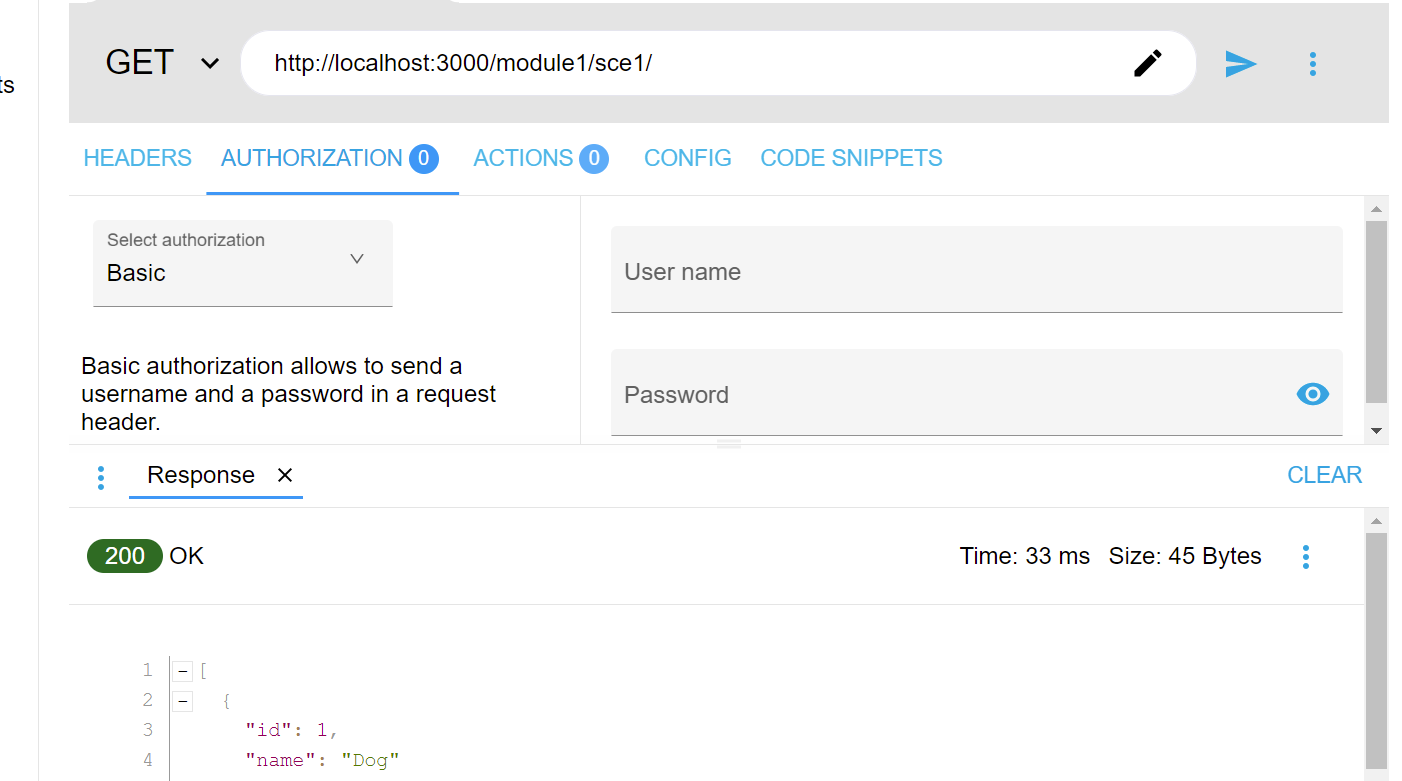 GET http://localhost:3000/module1/sce1/
ts
HEADERS AUTHORIZATION 0 ACTIONS 0 CONFIG CODE SNIPPETS
Select authorization
Basic
User name
Basic authorization allows to send a
username and a password in a request
header.
Password
Response CLEAR
200 OK Time: 33 ms Size: 45 Bytes
1 [
2 {
3 "id": 1,
4 "name": "Dog"